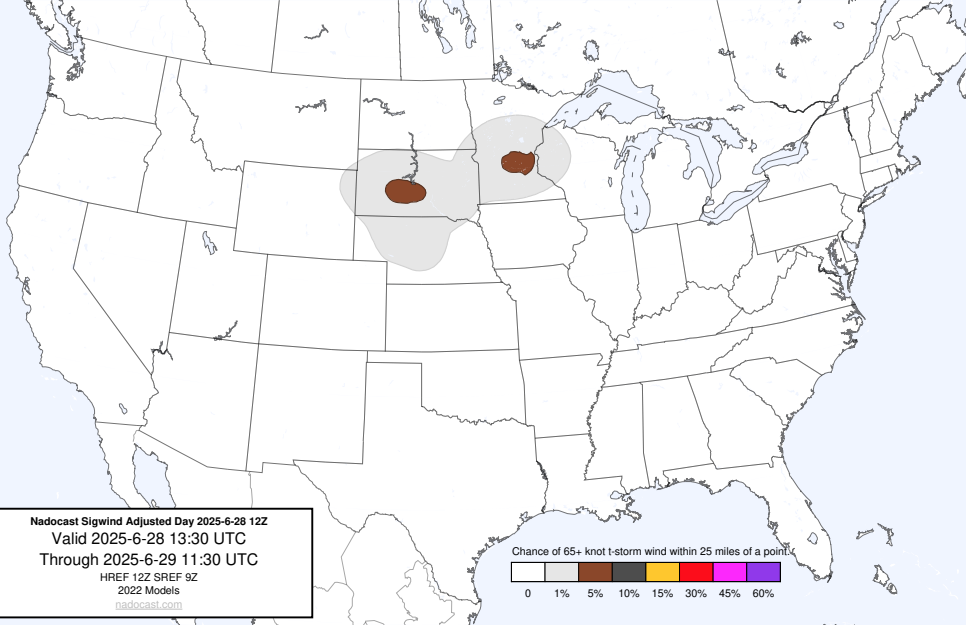 Nadocast Sigwind Adjusted Day 2025-6-28 12Z
Valid 2025-6-28 13:30 UTC
Through 2025-6-29 11:30 UTC
HREF 12Z SREF 9Z
2022 Models
nadocast.com
Chance of 65+ knot t-storm wind within 25 miles of a point.
0 1% 5% 10% 15% 30% 45% 60%